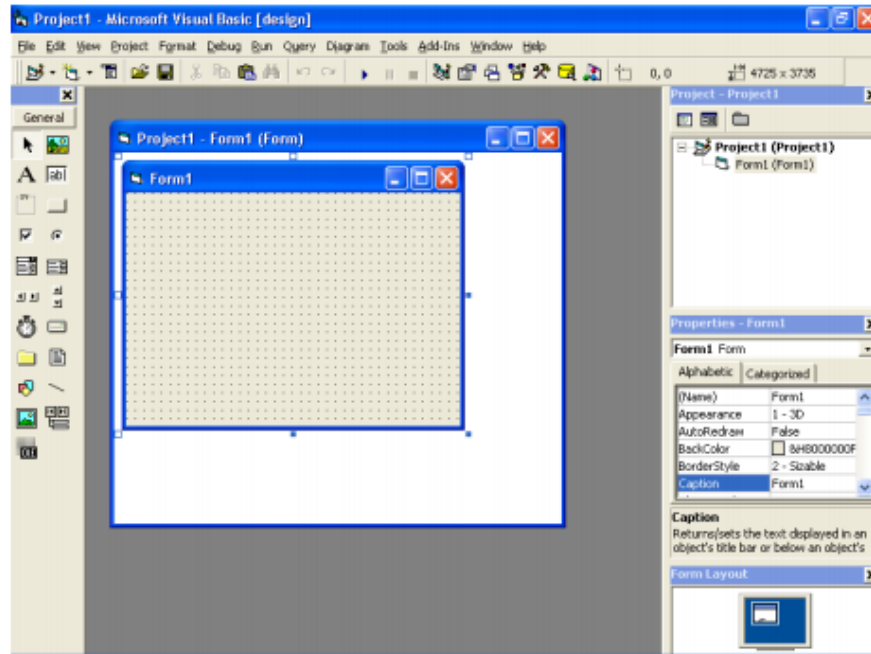 Project1 - Microsoft Visual Basic [design]
File Edit View Project Format Debug Run Query Diagram Tools Add-Ins Window Help
0,0 4725 x 3735
General
Project - Project1
Project1 - Form1 (Form)
Project1 (Project1)
Form1 (Form1)
Form1
A ab|
Properties - Form1
Form1 Form
Alphabetic Categorized
(Name) Form1
Appearance 1 - 3D
AutoRedraw False
BackColor &H8000000F
BorderStyle 2 - Sizable
Caption Form1
Caption
Returns/sets the text displayed in an
object's title bar or below an object's
Form Layout